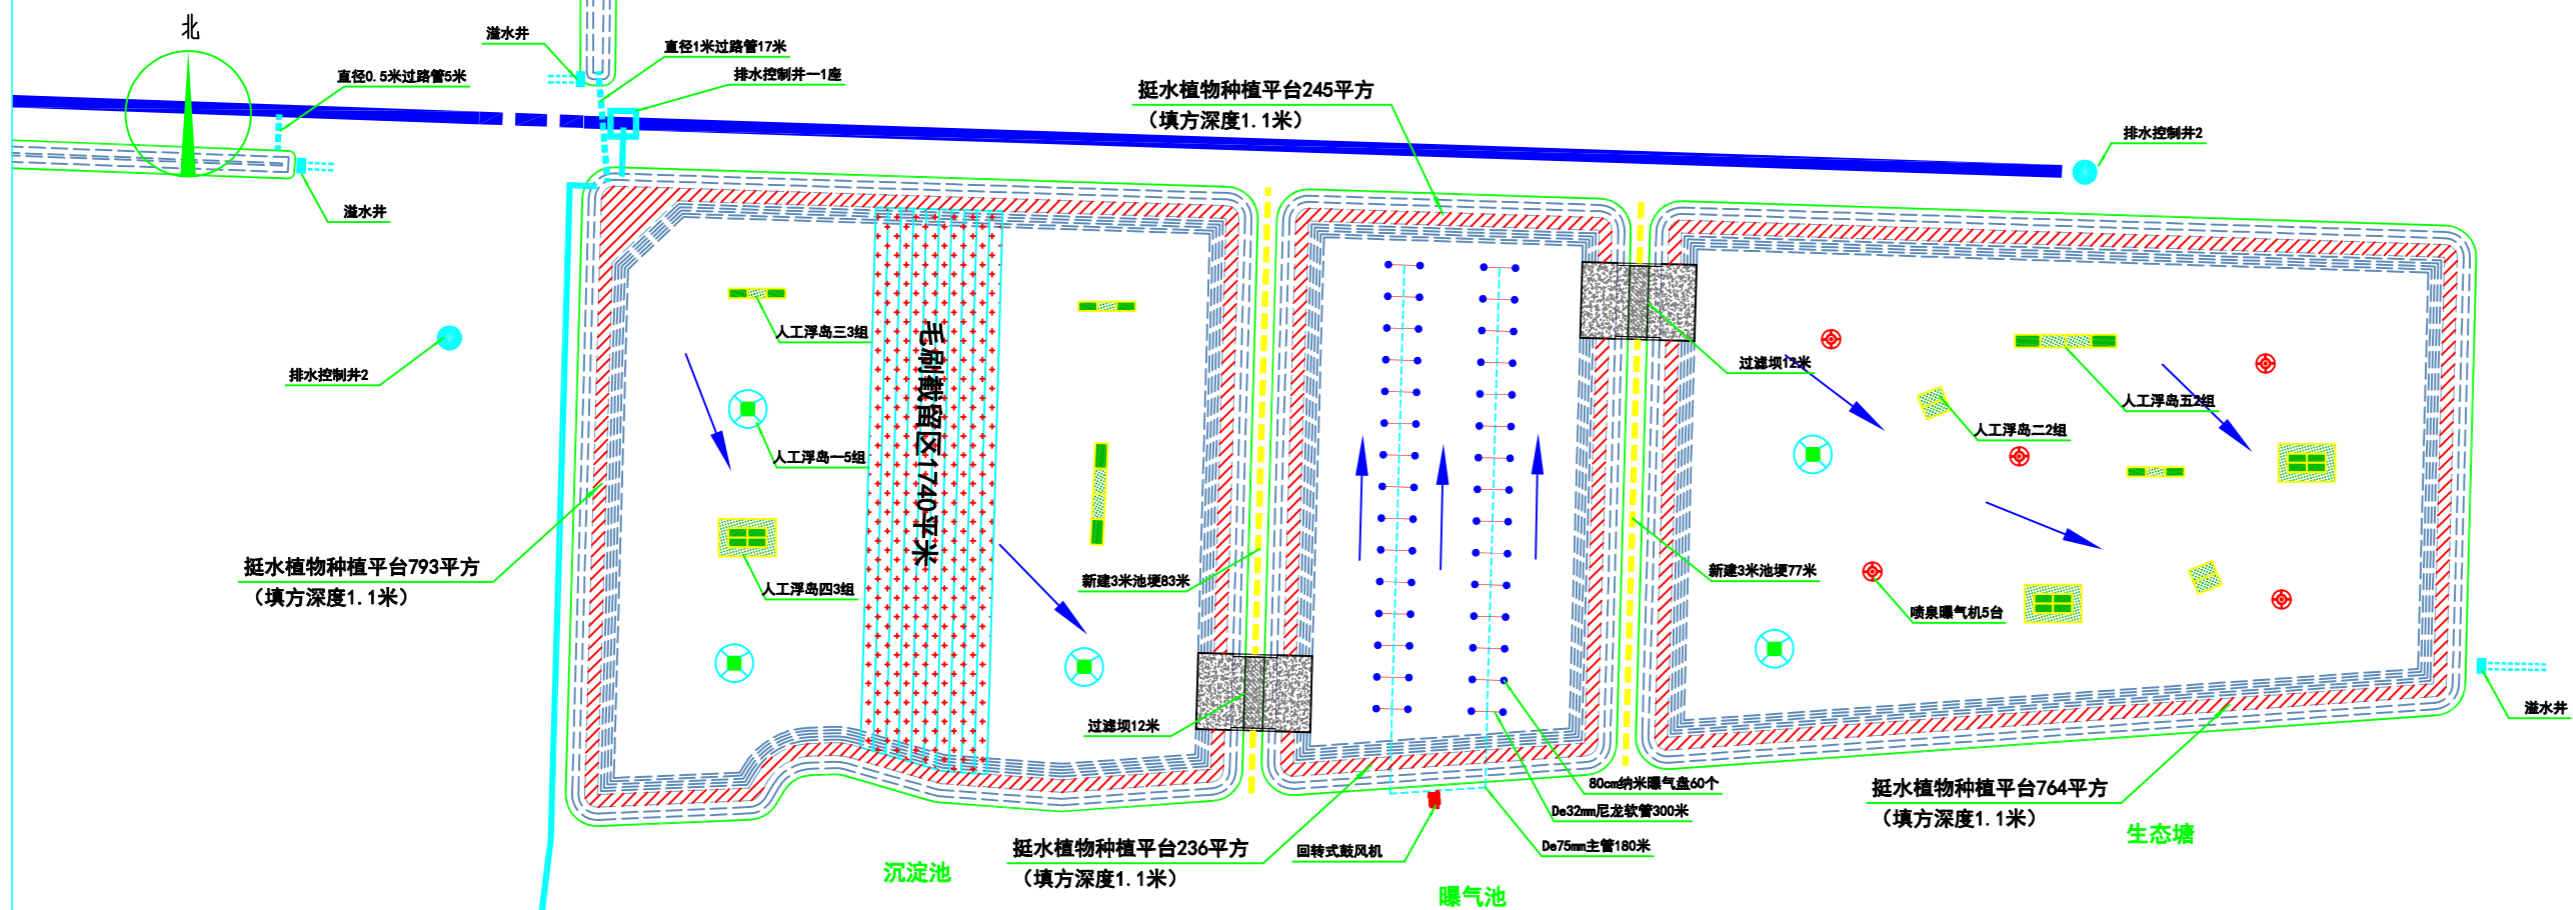 北
溢水井
直径1米过路管17米
直径0.5米过路管5米
排水控制井一1座
挺水植物种植平台245平方
（填方深度1.1米）
排水控制井2
溢水井
人工浮岛三3组
毛刷截留区1740平米
排水控制井2
过滤坝12米
人工浮岛五2组
人工浮岛二2组
人工浮岛一5组
挺水植物种植平台793平方
（填方深度1.1米）
人工浮岛四3组
新建3米池埂83米
新建3米池埂77米
喷泉曝气机5台
溢水井
过滤坝12米
80cm纳米曝气盘60个
De32mm尼龙软管300米
De75mm主管180米
挺水植物种植平台764平方
（填方深度1.1米）
生态塘
挺水植物种植平台236平方
（填方深度1.1米）
回转式鼓风机
沉淀池
曝气池